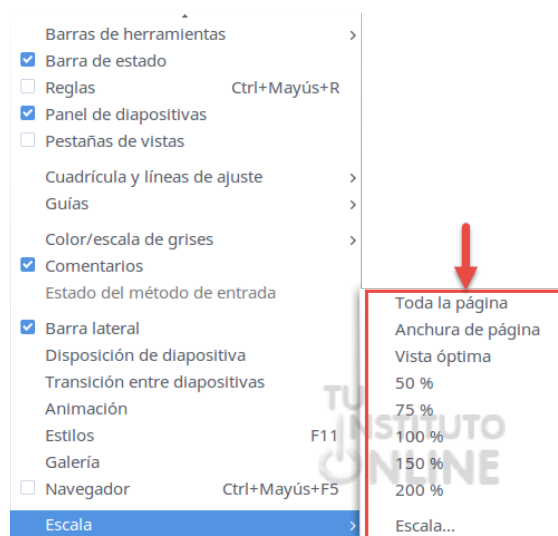 Barras de herramientas
Barra de estado
Reglas Ctrl+Mayús+R
Panel de diapositivas
Pestañas de vistas
Cuadrícula y líneas de ajuste
Guías
Color/escala de grises
Comentarios
Estado del método de entrada
Barra lateral
Disposición de diapositiva
Transición entre diapositivas
Animación
Estilos F11
Galería
Navegador Ctrl+Mayús+F5
Escala
Toda la página
Anchura de página
Vista óptima
50 %
75 %
100 %
150 %
200 %
Escala...
TU
INSTITUTO
ONLINE